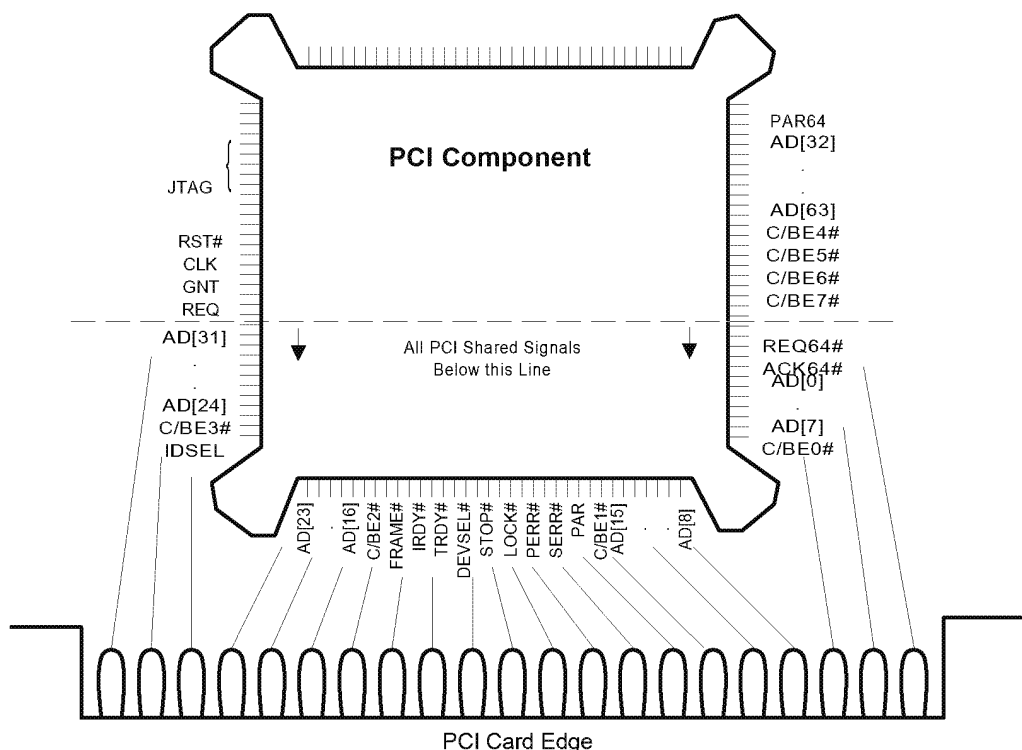 PCI Component
JTAG
RST#
CLK
GNT
REQ
AD[31]
.
.
AD[24]
C/BE3#
IDSEL
PAR64
AD[32]
.
.
AD[63]
C/BE4#
C/BE5#
C/BE6#
C/BE7#
All PCI Shared Signals
Below this Line
REQ64#
ACK64#
AD[0]
.
AD[7]
C/BE0#
AD[23]
.
AD[16]
C/BE2#
FRAME#
IRDY#
TRDY#
DEVSEL#
STOP#
LOCK#
PERR#
SERR#
PAR
C/BE1#
AD[15]
.
.
AD[8]
PCI Card Edge